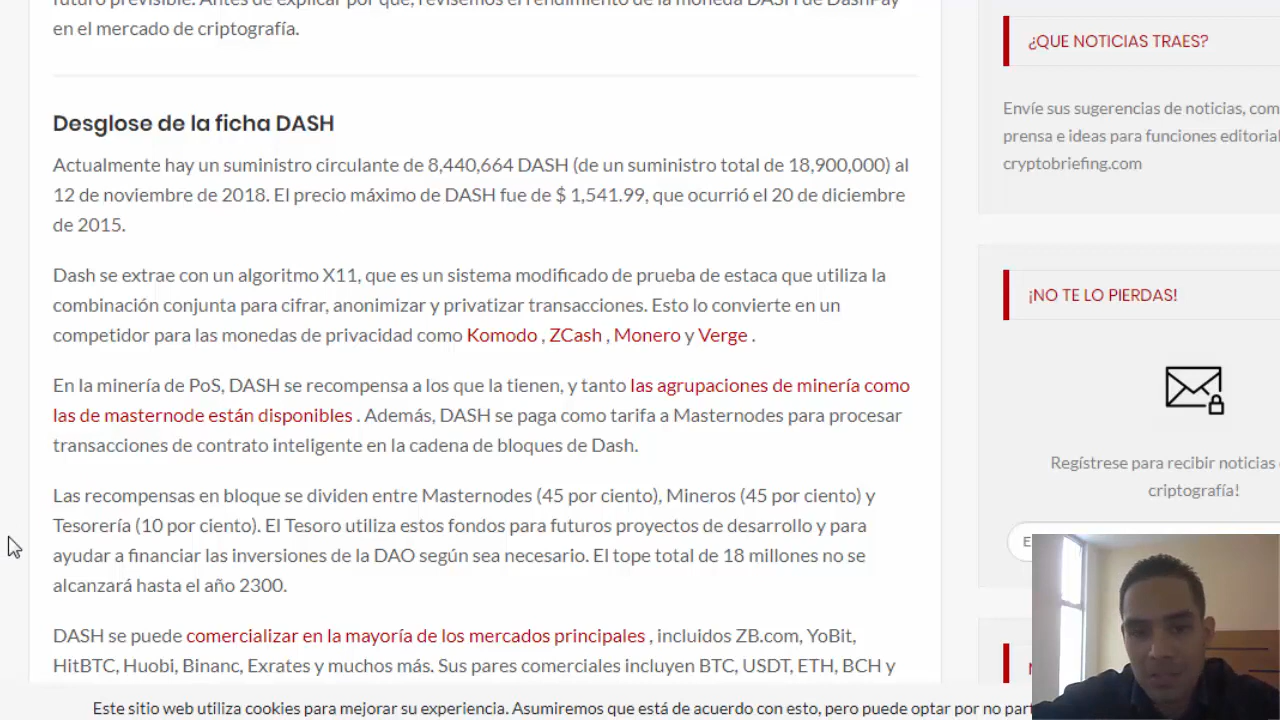 futuro previsible. Antes de explicar por qué, revisemos el rendimiento de la moneda DASH de DashPay
en el mercado de criptografía.
Desglose de la ficha DASH
Actualmente hay un suministro circulante de 8,440,664 DASH (de un suministro total de 18,900,000) al
12 de noviembre de 2018. El precio máximo de DASH fue de $ 1,541.99, que ocurrió el 20 de diciembre
de 2015.
Dash se extrae con un algoritmo X11, que es un sistema modificado de prueba de estaca que utiliza la
combinación conjunta para cifrar, anonimizar y privatizar transacciones. Esto lo convierte en un
competidor para las monedas de privacidad como Komodo , ZCash , Monero y Verge .
En la minería de PoS, DASH se recompensa a los que la tienen, y tanto las agrupaciones de minería como
las de masternode están disponibles . Además, DASH se paga como tarifa a Masternodes para procesar
transacciones de contrato inteligente en la cadena de bloques de Dash.
Las recompensas en bloque se dividen entre Masternodes (45 por ciento), Mineros (45 por ciento) y
Tesorería (10 por ciento). El Tesoro utiliza estos fondos para futuros proyectos de desarrollo y para
ayudar a financiar las inversiones de la DAO según sea necesario. El tope total de 18 millones no se
alcanzará hasta el año 2300.
DASH se puede comercializar en la mayoría de los mercados principales , incluidos ZB.com, YoBit,
HitBTC, Huobi, Binanc, Exrates y muchos más. Sus pares comerciales incluyen BTC, USDT, ETH, BCH y
¿QUE NOTICIAS TRAES?
Envíe sus sugerencias de noticias, com
prensa e ideas para funciones editorial
cryptobriefing.com
¡NO TE LO PIERDAS!
Regístrese para recibir noticias
criptografía!
E
Este sitio web utiliza cookies para mejorar su experiencia. Asumiremos que está de acuerdo con esto, pero puede optar por no part